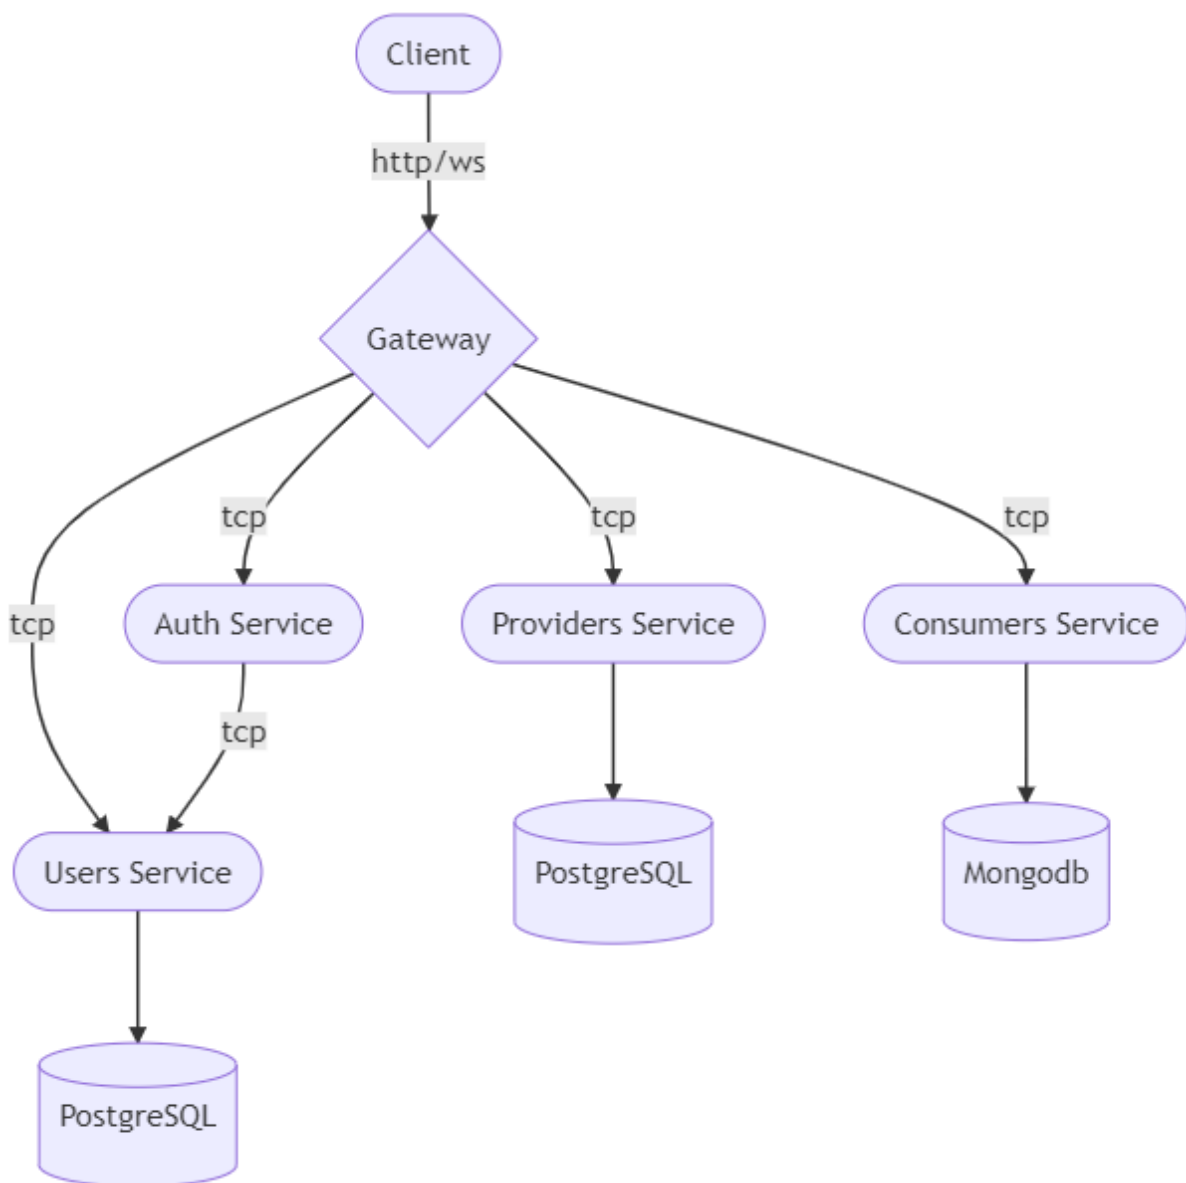 Client
http/ws
Gateway
tcp
tcp
tcp
tcp
Auth Service
Providers Service
Consumers Service
tcp
Users Service
PostgreSQL
Mongodb
PostgreSQL